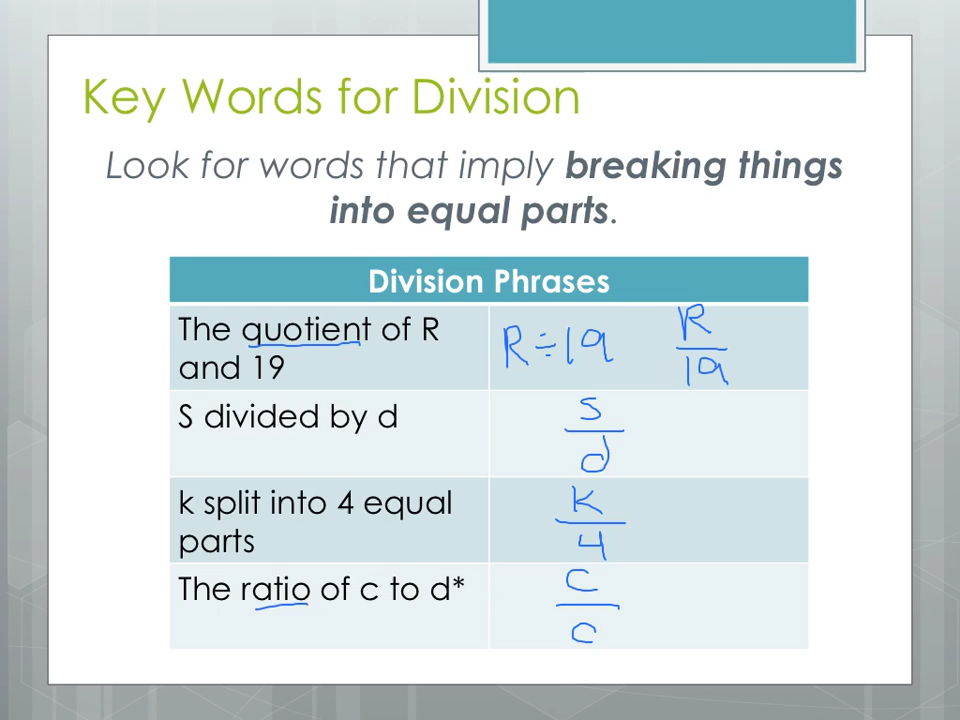 Key Words for Division
Look for words that imply breaking things
into equal parts.
Division Phrases
The quotient of R
and 19
R ÷ 19
R
19
S divided by d
s
d
k split into 4 equal
parts
K
4
The ratio of c to d*
c
c